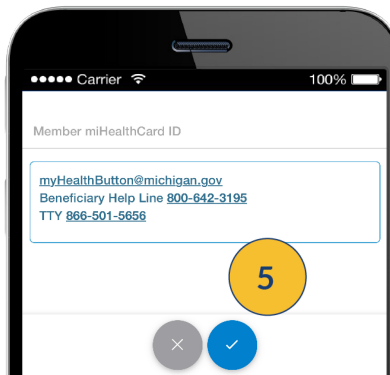 Carrier 100%
Member miHealthCard ID
myHealthButton@michigan.gov
Beneficiary Help Line 800-642-3195
TTY 866-501-5656
5